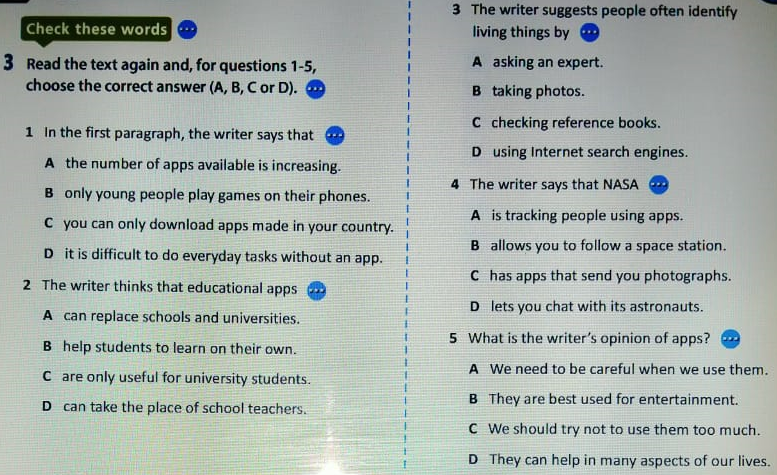 Check these words
3 Read the text again and, for questions 1-5,
choose the correct answer (A, B, C or D).
1 In the first paragraph, the writer says that
A the number of apps available is increasing.
B only young people play games on their phones.
C you can only download apps made in your country.
D it is difficult to do everyday tasks without an app.
2 The writer thinks that educational apps
A can replace schools and universities.
B help students to learn on their own.
C are only useful for university students.
D can take the place of school teachers.
3 The writer suggests people often identify
living things by
A asking an expert.
B taking photos.
C checking reference books.
D using Internet search engines.
4 The writer says that NASA
A is tracking people using apps.
B allows you to follow a space station.
C has apps that send you photographs.
D lets you chat with its astronauts.
5 What is the writer's opinion of apps?
A We need to be careful when we use them.
B They are best used for entertainment.
C We should try not to use them too much.
D They can help in many aspects of our lives.